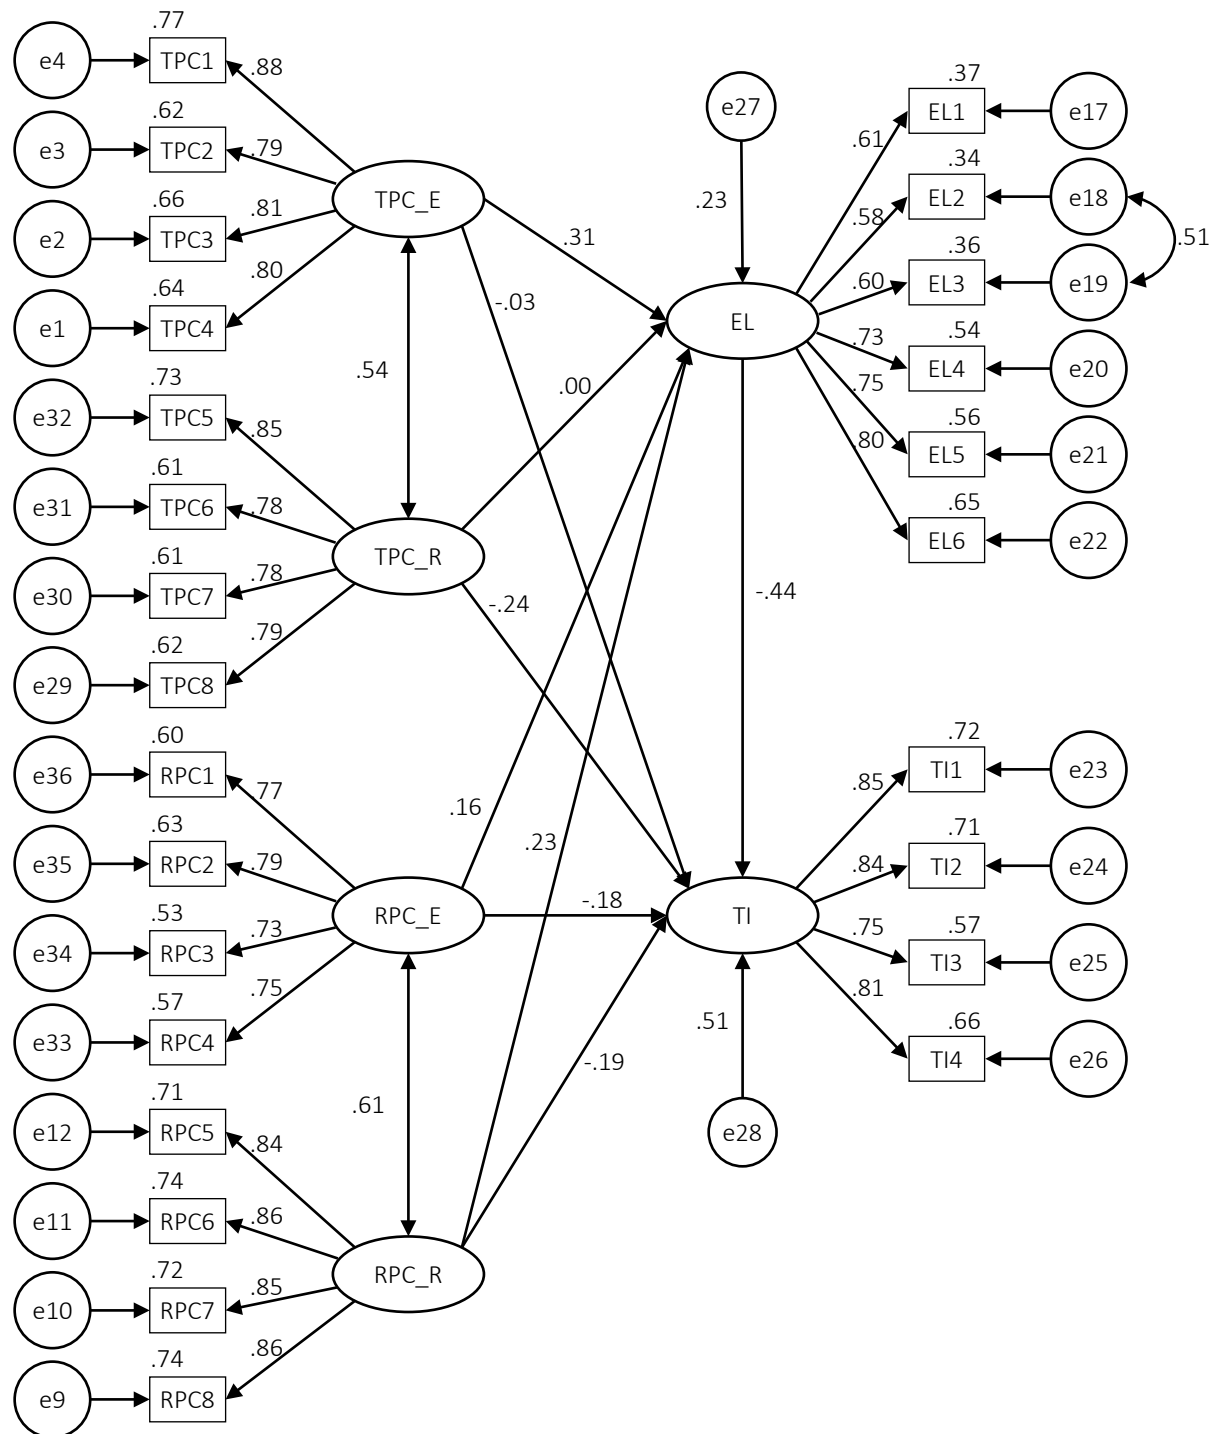 .77
e4
TPC1
.88
.62
e3
TPC2
.79
.66
e2
TPC3
.81
.64
e1
TPC4
.80
TPC_E
.54
.73
e32
TPC5
.85
.61
e31
TPC6
.78
.61
e30
TPC7
.78
.62
e29
TPC8
.79
TPC_R
.60
e36
RPC1
.77
.63
e35
RPC2
.79
.53
e34
RPC3
.73
.57
e33
RPC4
.75
RPC_E
.61
.71
e12
RPC5
.84
.74
e11
RPC6
.86
.72
e10
RPC7
.85
.74
e9
RPC8
.86
RPC_R
.31
-.03
.00
-.24
.16
.23
-.18
-.19
e27
.23
EL
-.44
TI
.51
e28
.37
.61
EL1
e17
.34
.58
EL2
e18
.51
.36
.60
EL3
e19
.54
.73
EL4
e20
.56
.75
EL5
e21
.65
.80
EL6
e22
.72
.85
TI1
e23
.71
.84
TI2
e24
.57
.75
TI3
e25
.66
.81
TI4
e26